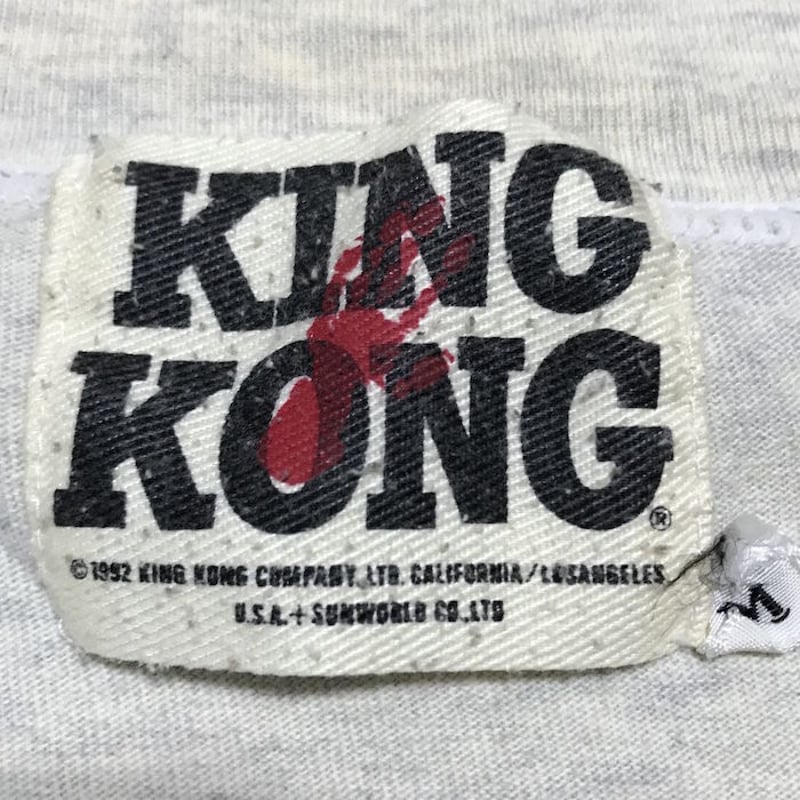 KING
KONG®
©1992 KING KONG COMPANY, LTD. CALIFORNIA/LOSANGELES
U.S.A.+SUNWORLD CO.,LTD
M